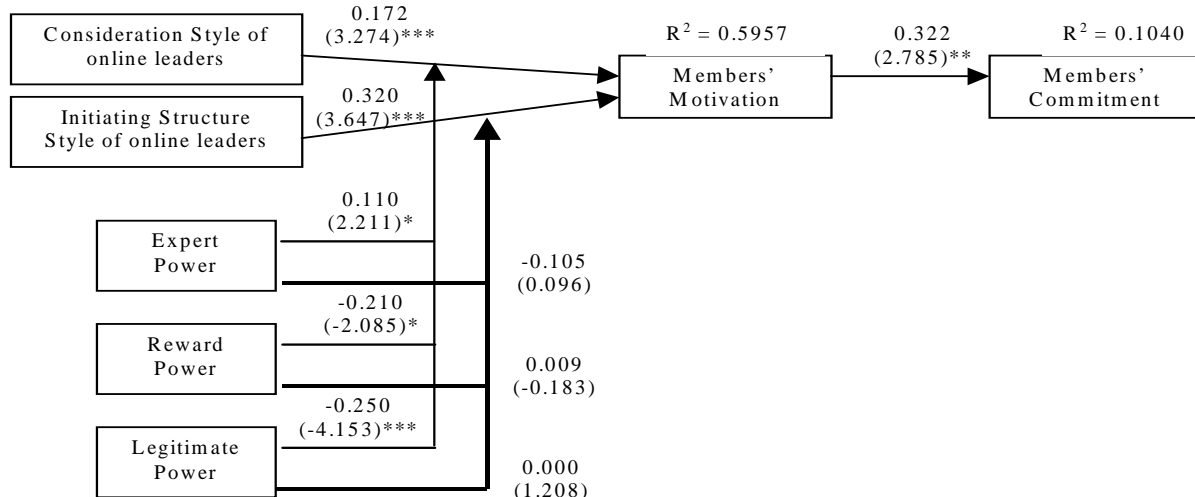 0.172
(3.274)***
Consideration Style of
online leaders
R² = 0.5957
0.322
(2.785)**
R² = 0.1040
Members’
Motivation
Members’
Commitment
0.320
(3.647)***
Initiating Structure
Style of online leaders
0.110
(2.211)*
Expert
Power
-0.105
(0.096)
-0.210
(-2.085)*
Reward
Power
0.009
(-0.183)
-0.250
(-4.153)***
Legitimate
Power
0.000
(1.208)